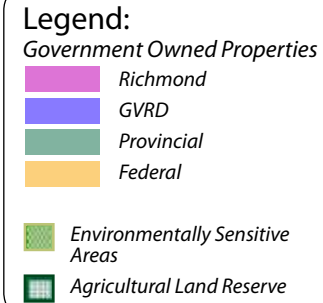 Legend:
Government Owned Properties
Richmond
GVRD
Provincial
Federal
Environmentally Sensitive
Areas
Agricultural Land Reserve